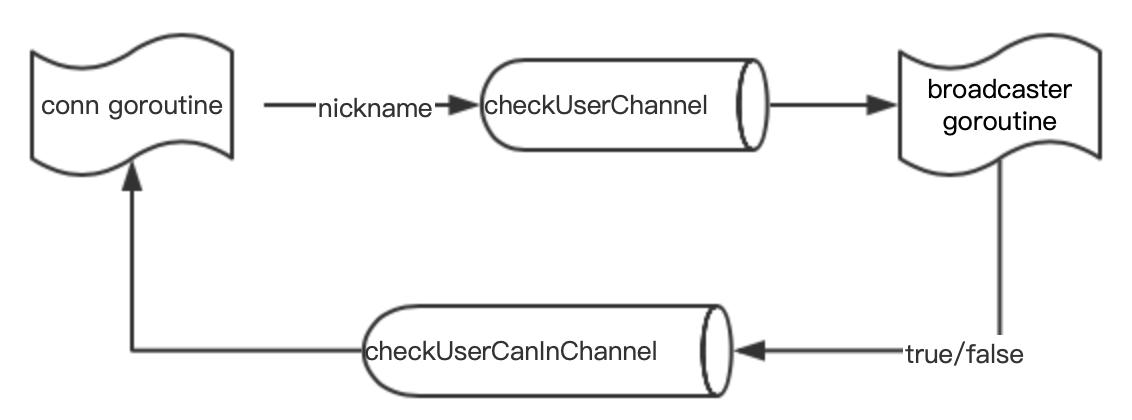 conn goroutine
nickname
checkUserChannel
broadcaster
goroutine
checkUserCanInChannel
true/false